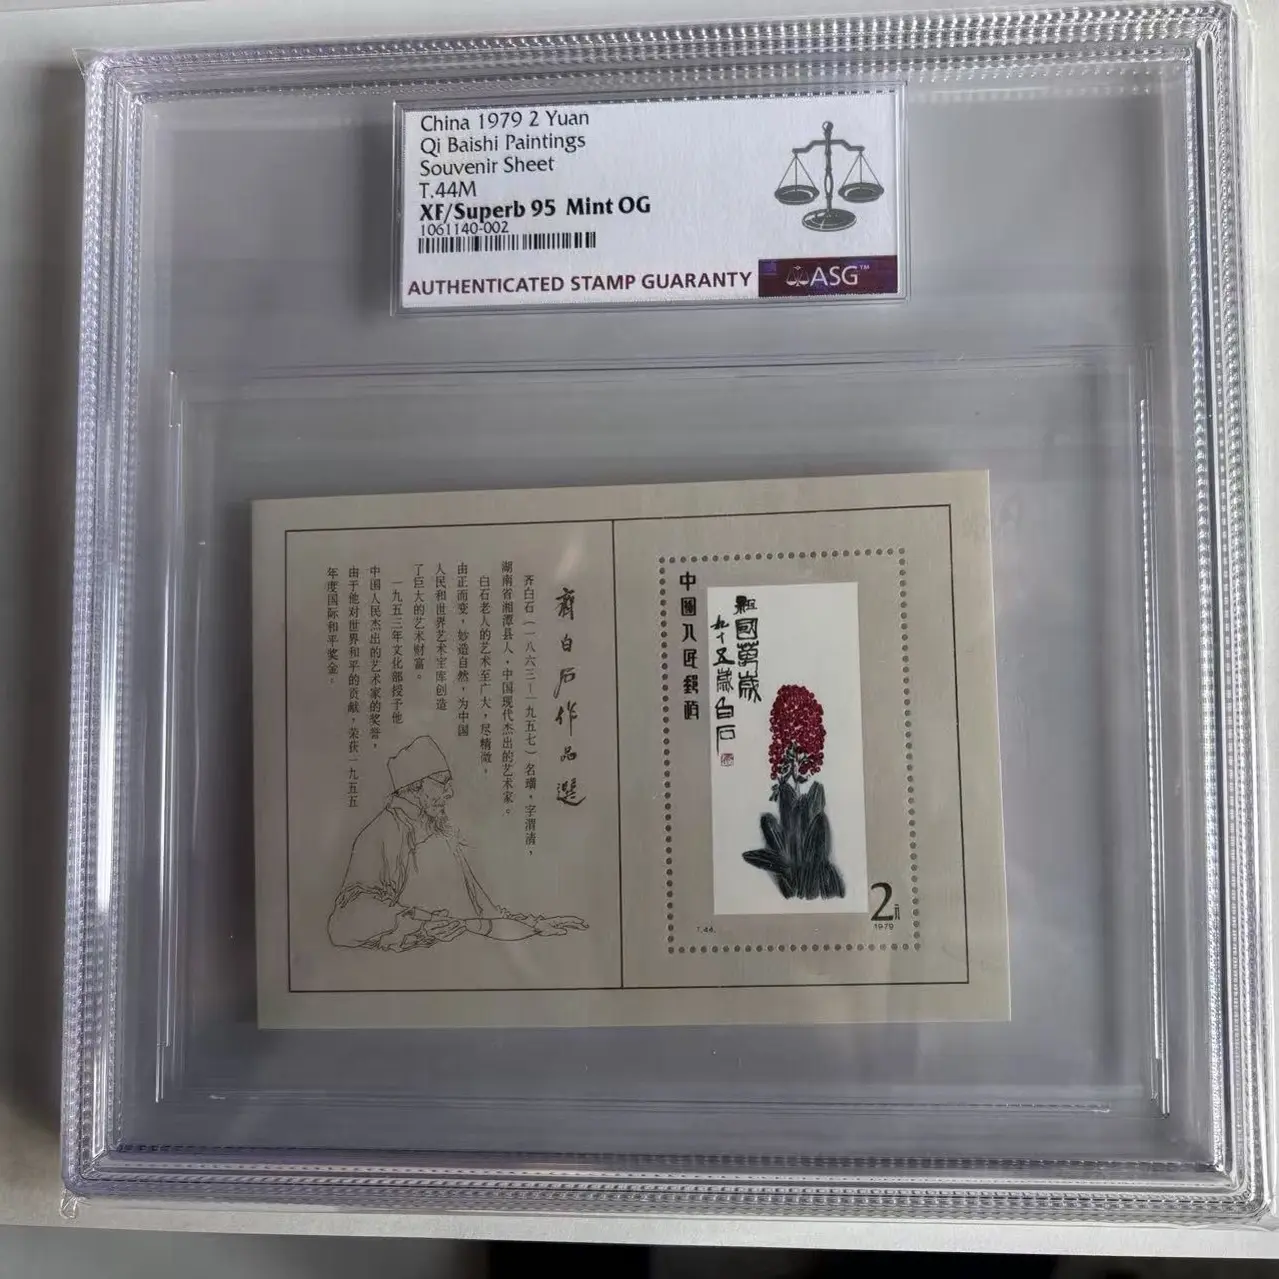 China 1979 2 Yuan
Qi Baishi Paintings
Souvenir Sheet
T.44M
XF/Superb 95 Mint OG
1061140-002
AUTHENTICATED STAMP GUARANTY
ASG™
齊白石作品選
齐白石（一八六三—一九五七）名璜，字渭清，
湖南省湘潭县人，中国现代杰出的艺术家。
白石老人的艺术至广大，尽精微，
由正而变，妙造自然，为中国
人民和世界艺术宝库创造
了巨大的艺术财富。
一九五三年文化部授予他
中国人民杰出的艺术家的奖誉，
由于他对世界和平的贡献，荣获一九五五
年度国际和平奖金。
中國人民郵政
祖國萬歲
九十五歲白石
T.44.
2元
1979